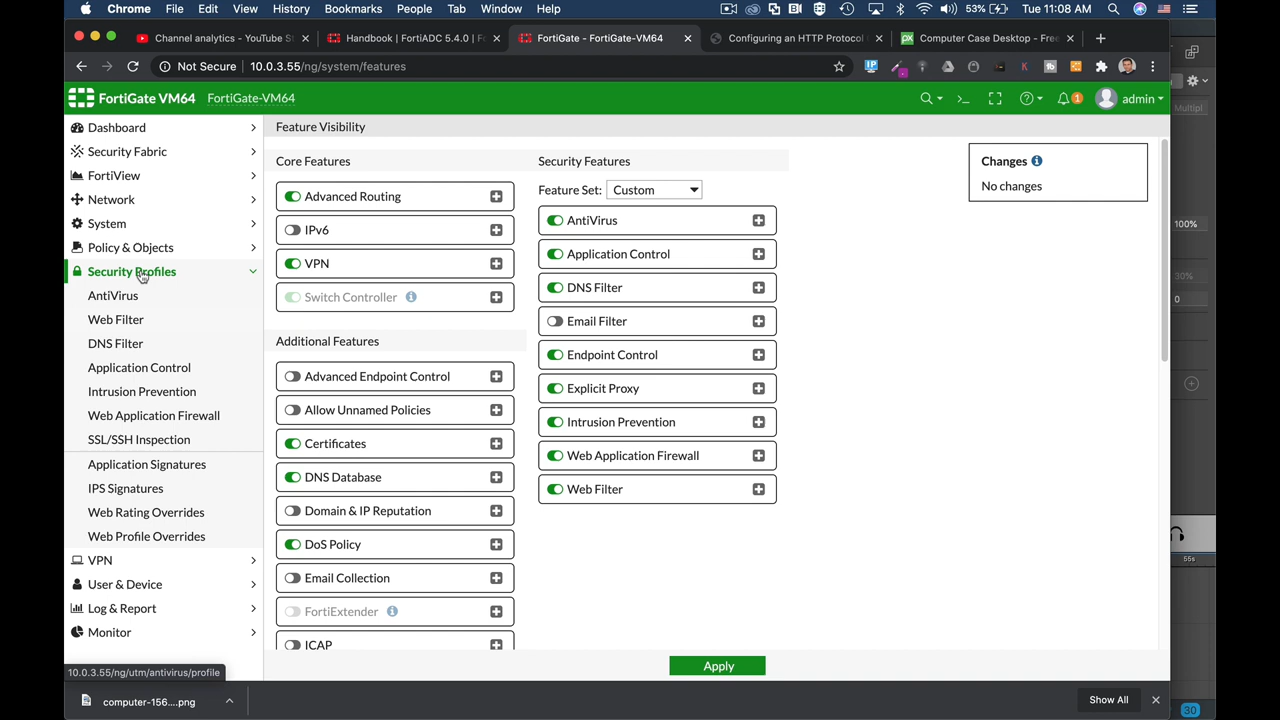 Chrome File Edit View History Bookmarks People Tab Window Help 53% Tue 11:08 AM
Channel analytics - YouTube S
Handbook | FortiADC 5.4.0 | Fo
FortiGate - FortiGate-VM64
Configuring an HTTP Protocol
Computer Case Desktop - Free
Not Secure | 10.0.3.55/ng/system/features
FortiGate VM64 FortiGate-VM64
1 admin
Multipl
Dashboard
Security Fabric
FortiView
Network
System
Policy & Objects
Security Profiles
AntiVirus
Web Filter
DNS Filter
Application Control
Intrusion Prevention
Web Application Firewall
SSL/SSH Inspection
Application Signatures
IPS Signatures
Web Rating Overrides
Web Profile Overrides
VPN
User & Device
Log & Report
Monitor
Feature Visibility
Core Features
Advanced Routing
IPv6
VPN
Switch Controller
Additional Features
Advanced Endpoint Control
Allow Unnamed Policies
Certificates
DNS Database
Domain & IP Reputation
DoS Policy
Email Collection
FortiExtender
ICAP
Security Features
Feature Set: Custom
AntiVirus
Application Control
DNS Filter
Email Filter
Endpoint Control
Explicit Proxy
Intrusion Prevention
Web Application Firewall
Web Filter
Changes
No changes
Apply
100%
30%
0
55s
30
10.0.3.55/ng/utm/antivirus/profile
computer-156....png
Show All